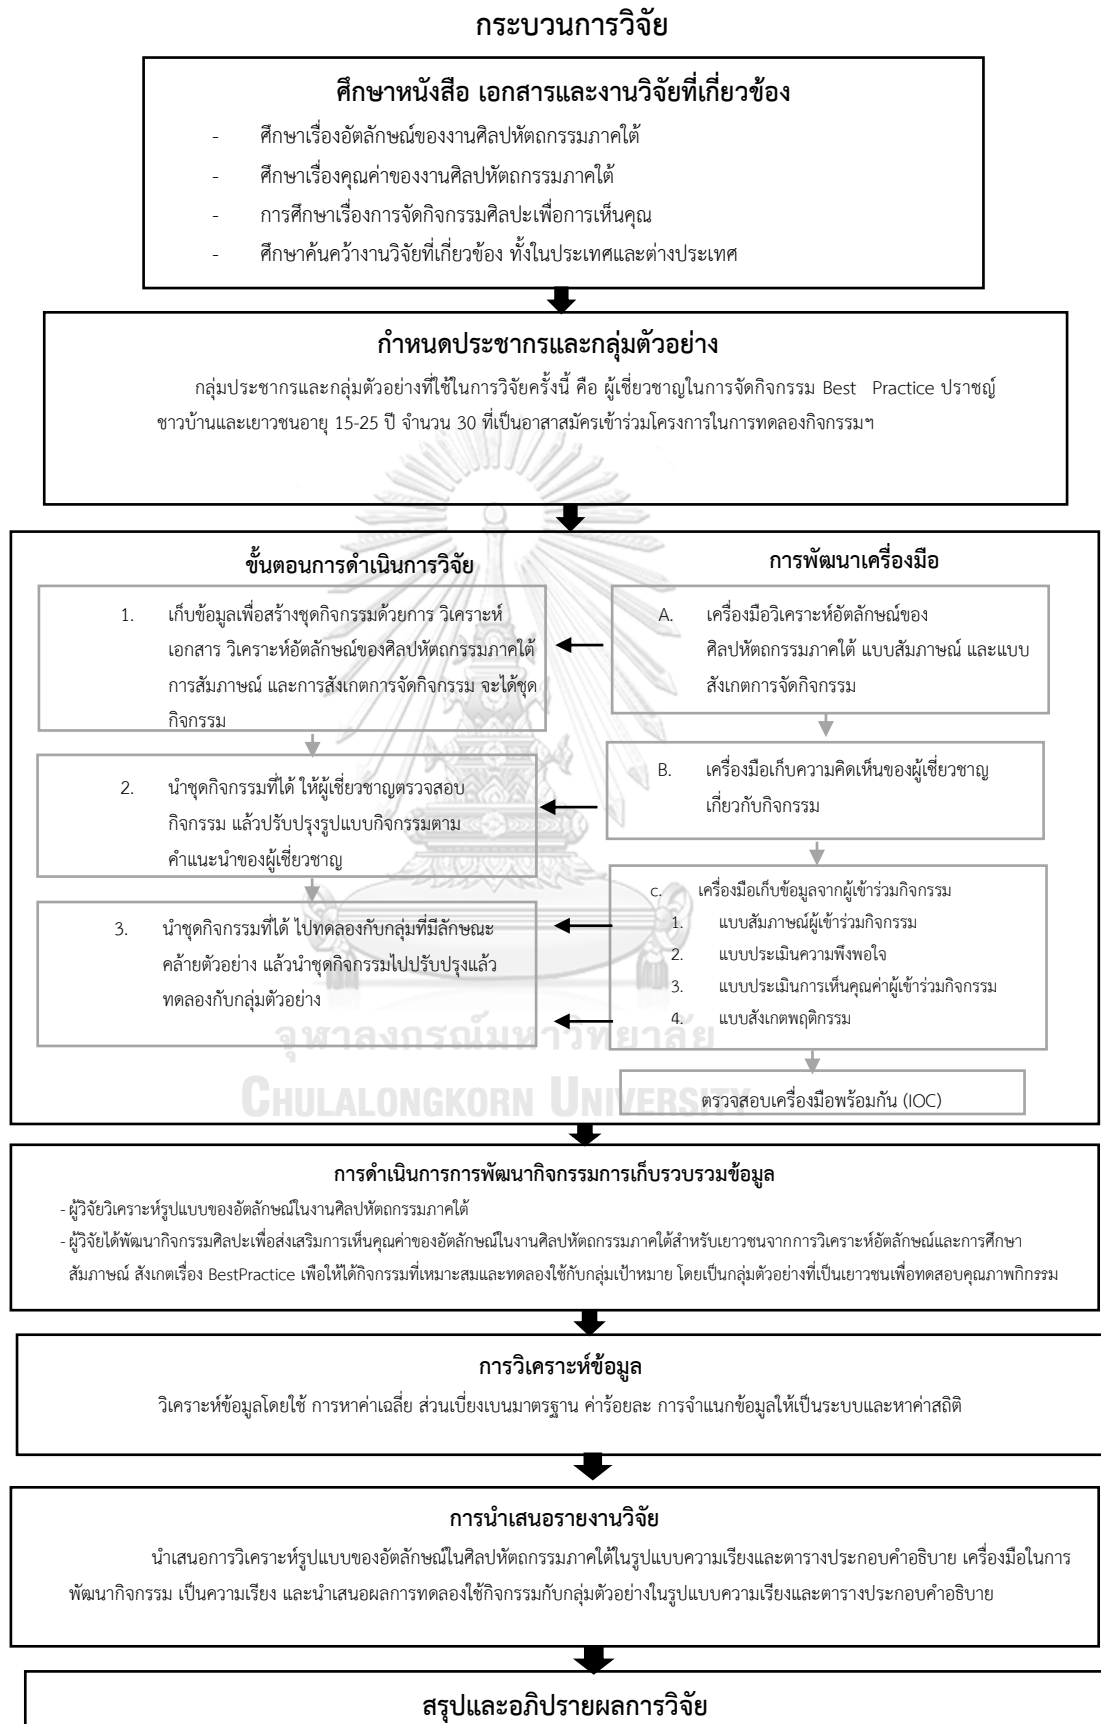 กระบวนการวิจัย
ศึกษาหนังสือ เอกสารและงานวิจัยที่เกี่ยวข้อง
- ศึกษาเรื่องอัตลักษณ์ของงานศิลปหัตถกรรมภาคใต้
- ศึกษาเรื่องคุณค่าของงานศิลปหัตถกรรมภาคใต้
- การศึกษาเรื่องการจัดกิจกรรมศิลปะเพื่อการเห็นคุณ
- ศึกษาค้นคว้างานวิจัยที่เกี่ยวข้อง ทั้งในประเทศและต่างประเทศ
กำหนดประชากรและกลุ่มตัวอย่าง
กลุ่มประชากรและกลุ่มตัวอย่างที่ใช้ในการวิจัยครั้งนี้ คือ ผู้เชี่ยวชาญในการจัดกิจกรรม Best Practice ปราชญ์
ชาวบ้านและเยาวชนอายุ 15-25 ปี จำนวน 30 ที่เป็นอาสาสมัครเข้าร่วมโครงการในการทดลองกิจกรรมฯ
ขั้นตอนการดำเนินการวิจัย
1. เก็บข้อมูลเพื่อสร้างชุดกิจกรรมด้วยการ วิเคราะห์
เอกสาร วิเคราะห์อัตลักษณ์ของศิลปหัตถกรรมภาคใต้
การสัมภาษณ์ และการสังเกตการจัดกิจกรรม จะได้ชุด
กิจกรรม
2. นำชุดกิจกรรมที่ได้ ให้ผู้เชี่ยวชาญตรวจสอบ
กิจกรรม แล้วปรับปรุงรูปแบบกิจกรรมตาม
คำแนะนำของผู้เชี่ยวชาญ
3. นำชุดกิจกรรมที่ได้ ไปทดลองกับกลุ่มที่มีลักษณะ
คล้ายตัวอย่าง แล้วนำชุดกิจกรรมไปปรับปรุงแล้ว
ทดลองกับกลุ่มตัวอย่าง
การพัฒนาเครื่องมือ
A. เครื่องมือวิเคราะห์อัตลักษณ์ของ
ศิลปหัตถกรรมภาคใต้ แบบสัมภาษณ์ และแบบ
สังเกตการจัดกิจกรรม
B. เครื่องมือเก็บความคิดเห็นของผู้เชี่ยวชาญ
เกี่ยวกับกิจกรรม
c. เครื่องมือเก็บข้อมูลจากผู้เข้าร่วมกิจกรรม
1. แบบสัมภาษณ์ผู้เข้าร่วมกิจกรรม
2. แบบประเมินความพึงพอใจ
3. แบบประเมินการเห็นคุณค่าผู้เข้าร่วมกิจกรรม
4. แบบสังเกตพฤติกรรม
ตรวจสอบเครื่องมือพร้อมกัน (IOC)
จุฬาลงกรณ์มหาวิทยาลัย
CHULALONGKORN UNIVERSITY
การดำเนินการการพัฒนากิจกรรมการเก็บรวบรวมข้อมูล
- ผู้วิจัยวิเคราะห์รูปแบบของอัตลักษณ์ในงานศิลปหัตถกรรมภาคใต้
- ผู้วิจัยได้พัฒนากิจกรรมศิลปะเพื่อส่งเสริมการเห็นคุณค่าของอัตลักษณ์ในงานศิลปหัตถกรรมภาคใต้สำหรับเยาวชนจากการวิเคราะห์อัตลักษณ์และการศึกษา
สัมภาษณ์ สังเกตเรื่อง BestPractice เพื่อให้ได้กิจกรรมที่เหมาะสมและทดลองใช้กับกลุ่มเป้าหมาย โดยเป็นกลุ่มตัวอย่างที่เป็นเยาวชนเพื่อทดสอบคุณภาพกิกรรม
การวิเคราะห์ข้อมูล
วิเคราะห์ข้อมูลโดยใช้ การหาค่าเฉลี่ย ส่วนเบี่ยงเบนมาตรฐาน ค่าร้อยละ การจำแนกข้อมูลให้เป็นระบบและหาค่าสถิติ
การนำเสนอรายงานวิจัย
นำเสนอการวิเคราะห์รูปแบบของอัตลักษณ์ในศิลปหัตถกรรมภาคใต้ในรูปแบบความเรียงและตารางประกอบคำอธิบาย เครื่องมือในการ
พัฒนากิจกรรม เป็นความเรียง และนำเสนอผลการทดลองใช้กิจกรรมกับกลุ่มตัวอย่างในรูปแบบความเรียงและตารางประกอบคำอธิบาย
สรุปและอภิปรายผลการวิจัย